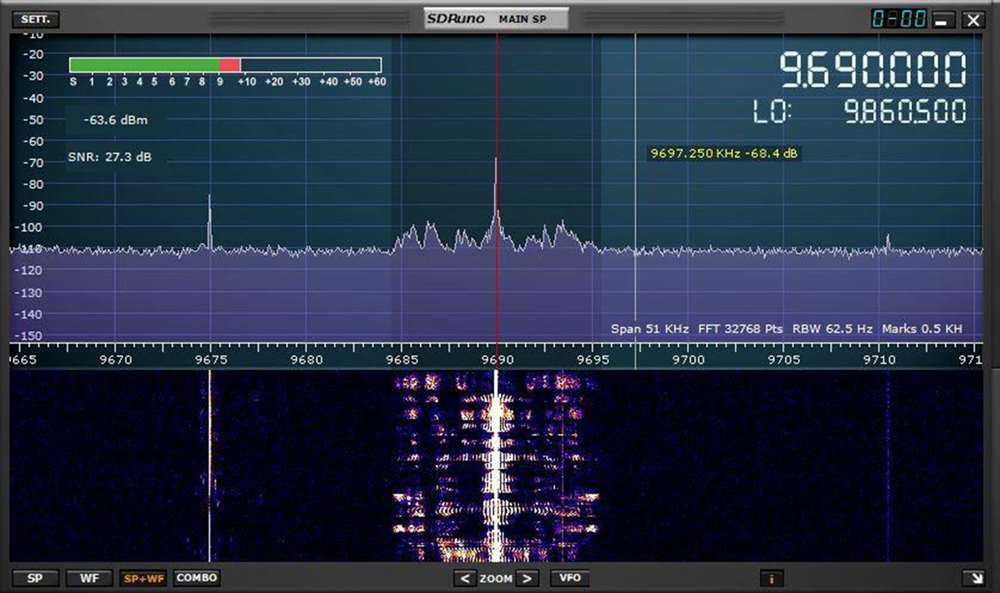 SETT.
SDRuno MAIN SP
0-00
-10
-20
-30
-40
-50
-60
-70
-80
-90
-100
-110
-120
-130
-140
-150
S 1 2 3 4 5 6 7 8 9 +10 +20 +30 +40 +50 +60
-63.6 dBm
SNR: 27.3 dB
9.690.000
LO: 9.860.500
9697.250 KHz -68.4 dB
Span 51 KHz FFT 32768 Pts RBW 62.5 Hz Marks 0.5 KH
665 9670 9675 9680 9685 9690 9695 9700 9705 9710 971
SP WF SP+WF COMBO < ZOOM > VFO i